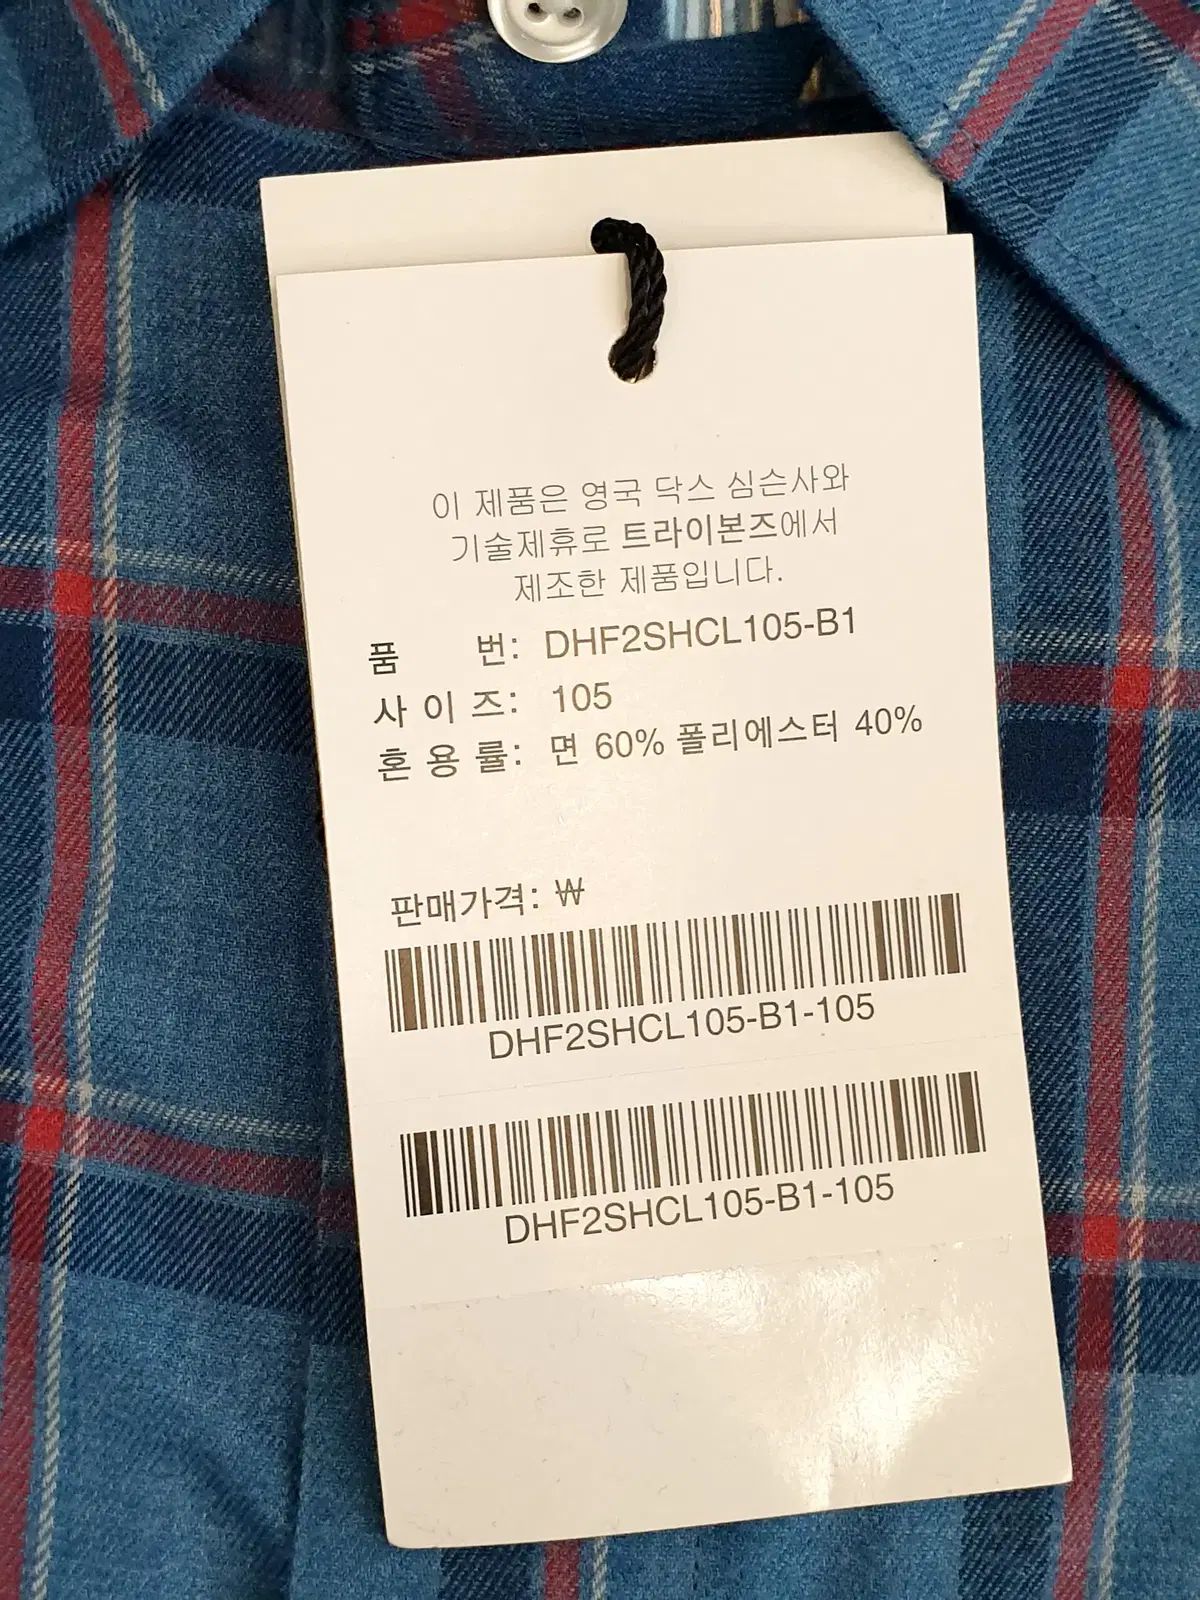 이 제품은 영국 닥스 심슨사와
기술제휴로 트라이본즈에서
제조한 제품입니다.
품 번: DHF2SHCL105-B1
사 이 즈: 105
혼 용 률: 면 60% 폴리에스터 40%
판매가격: ₩
DHF2SHCL105-B1-105
DHF2SHCL105-B1-105